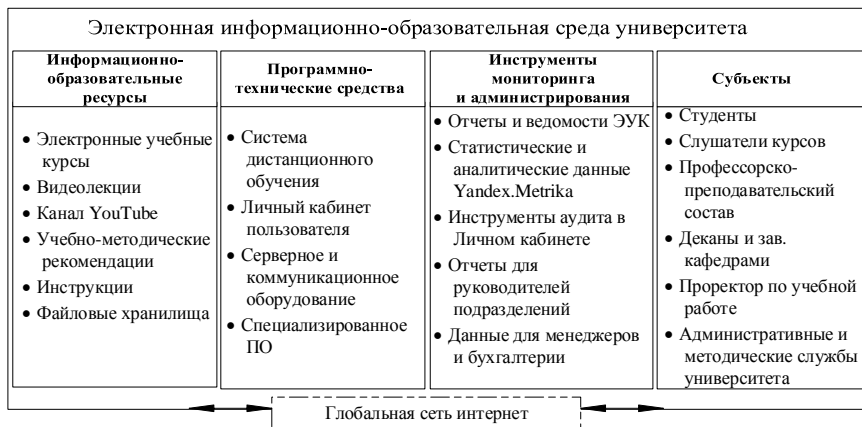 Электронная информационно-образовательная среда университета
Информационно-
образовательные
ресурсы
• Электронные учебные
курсы
• Видеолекции
• Канал YouTube
• Учебно-методические
рекомендации
• Инструкции
• Файловые хранилища
Программно-
технические средства
• Система
дистанционного
обучения
• Личный кабинет
пользователя
• Серверное и
коммуникационное
оборудование
• Специализированное
ПО
Инструменты
мониторинга
и администрирования
• Отчеты и ведомости ЭУК
• Статистические и
аналитические данные
Yandex.Metrika
• Инструменты аудита в
Личном кабинете
• Отчеты для
руководителей
подразделений
• Данные для менеджеров
и бухгалтерии
Субъекты
• Студенты
• Слушатели курсов
• Профессорско-
преподавательский
состав
• Деканы и зав.
кафедрами
• Проректор по учебной
работе
• Административные и
методические службы
университета
Глобальная сеть интернет